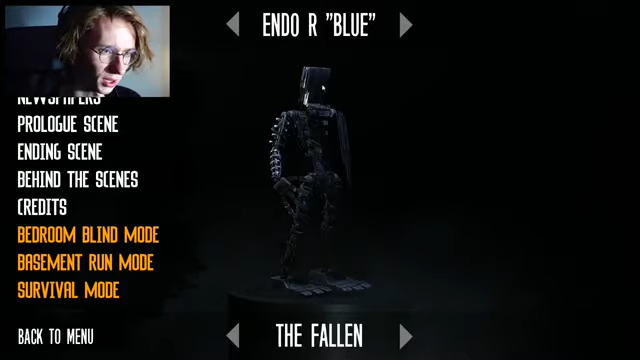 ENDO R "BLUE"
NEWSPAPERS
PROLOGUE SCENE
ENDING SCENE
BEHIND THE SCENES
CREDITS
BEDROOM BLIND MODE
BASEMENT RUN MODE
SURVIVAL MODE
BACK TO MENU
THE FALLEN